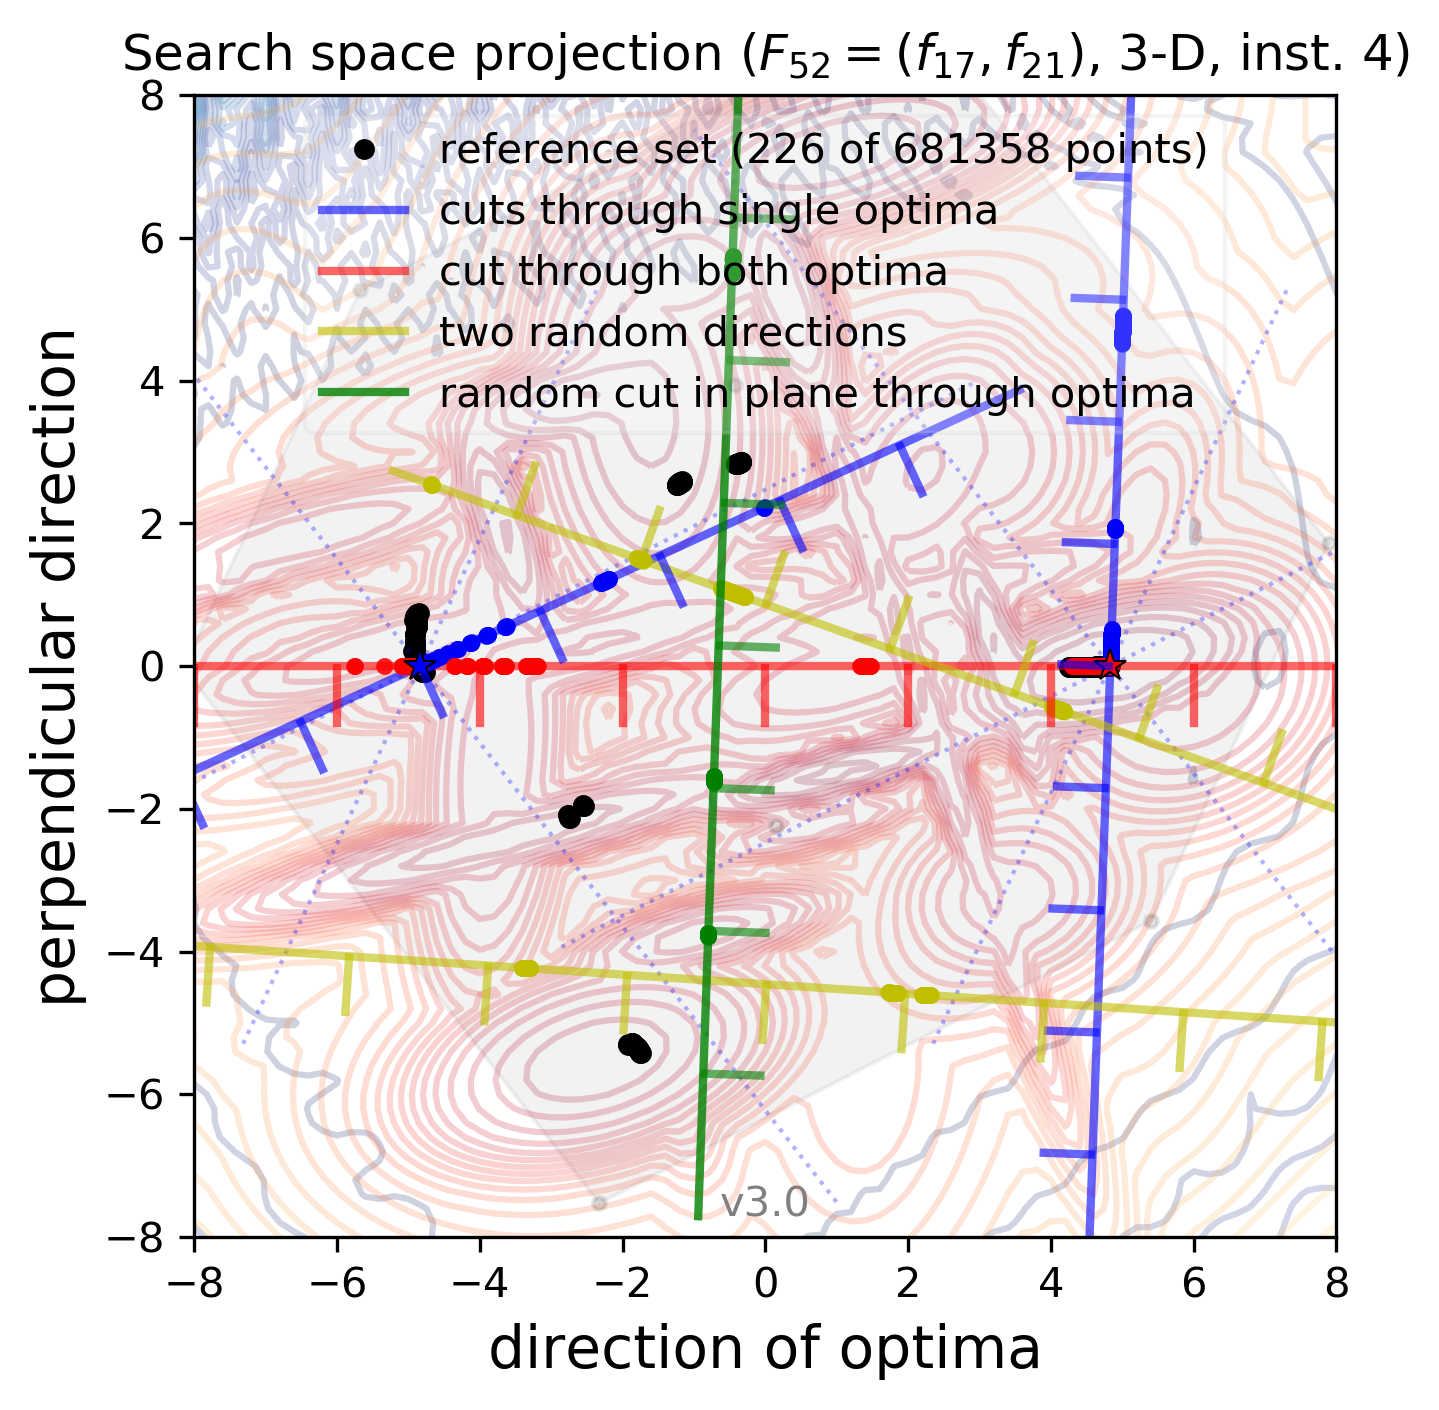 Search space projection (F₅₂ = (f₁₇, f₂₁), 3-D, inst. 4)
reference set (226 of 681358 points)
cuts through single optima
cut through both optima
two random directions
random cut in plane through optima
perpendicular direction
8
6
4
2
0
−2
−4
−6
−8
v3.0
−8 −6 −4 −2 0 2 4 6 8
direction of optima